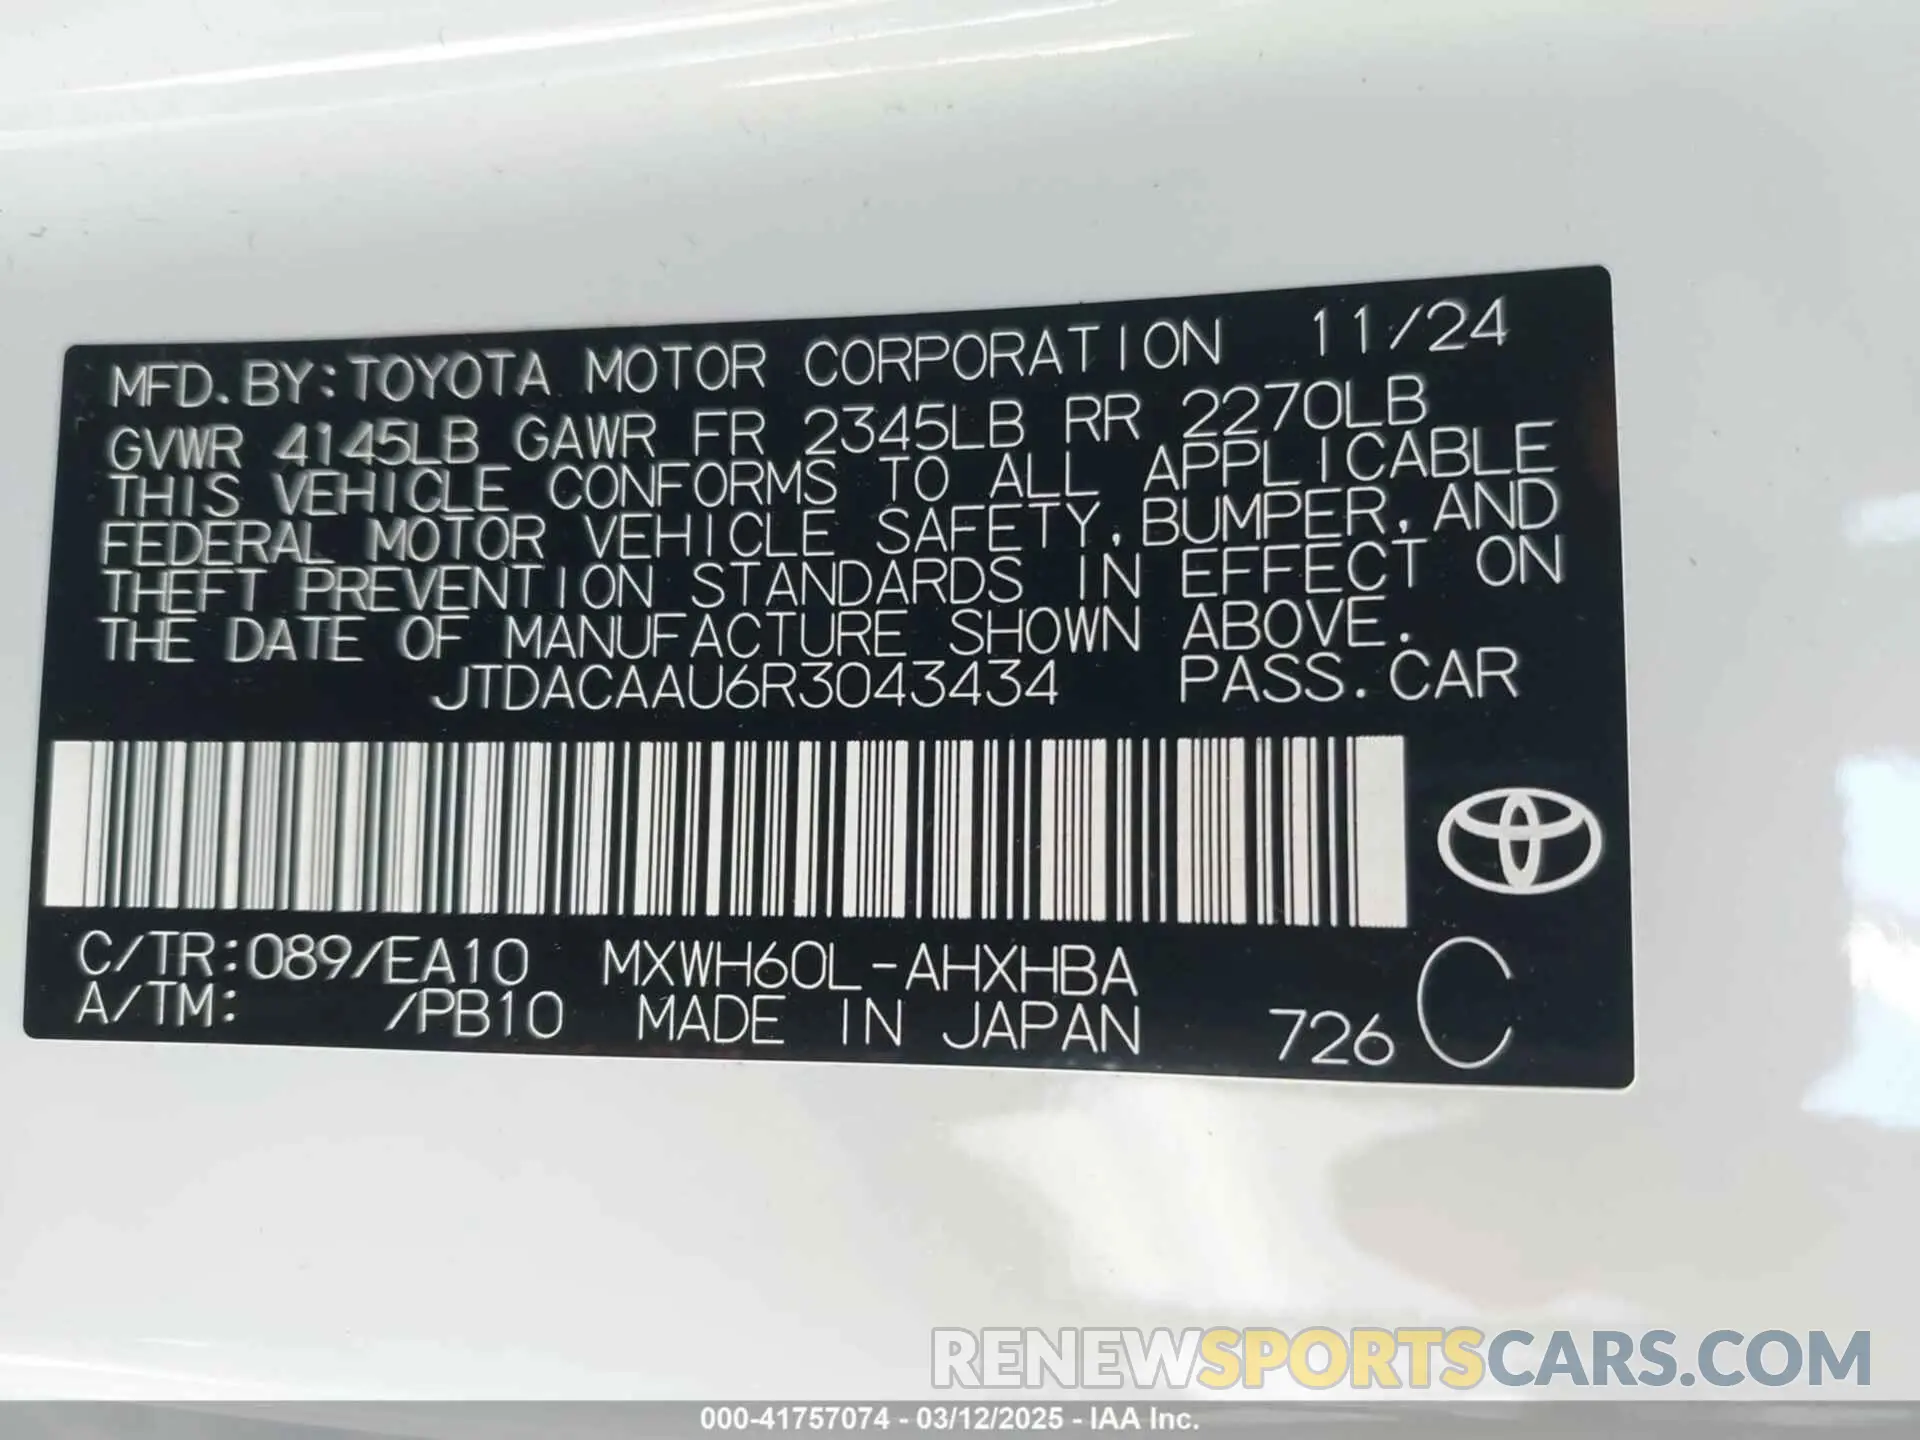 MFD. BY: TOYOTA MOTOR CORPORATION 11/24
GVWR 4145LB GAWR FR 2345LB RR 2270LB
THIS VEHICLE CONFORMS TO ALL APPLICABLE
FEDERAL MOTOR VEHICLE SAFETY, BUMPER, AND
THEFT PREVENTION STANDARDS IN EFFECT ON
THE DATE OF MANUFACTURE SHOWN ABOVE.
JTDACAAU6R3043434 PASS. CAR
C/TR:089/EA10 MXWH60L-AHXHBA
A/TM: /PB10 MADE IN JAPAN 726 C
RENEWSPORTSCARS.COM
000-41757074 - 03/12/2025 - IAA Inc.